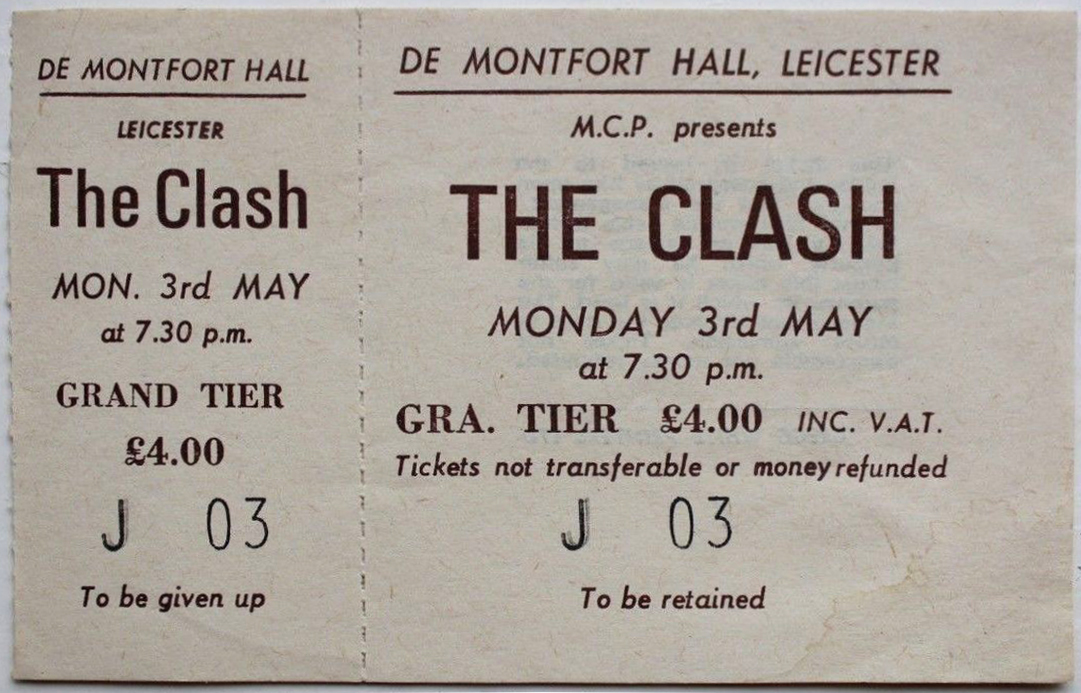 DE MONTFORT HALL
LEICESTER
The Clash
MON. 3rd MAY
at 7.30 p.m.
GRAND TIER
£4.00
J 03
To be given up
DE MONTFORT HALL, LEICESTER
M.C.P. presents
THE CLASH
MONDAY 3rd MAY
at 7.30 p.m.
GRA. TIER £4.00 INC. V.A.T.
Tickets not transferable or money refunded
J 03
To be retained